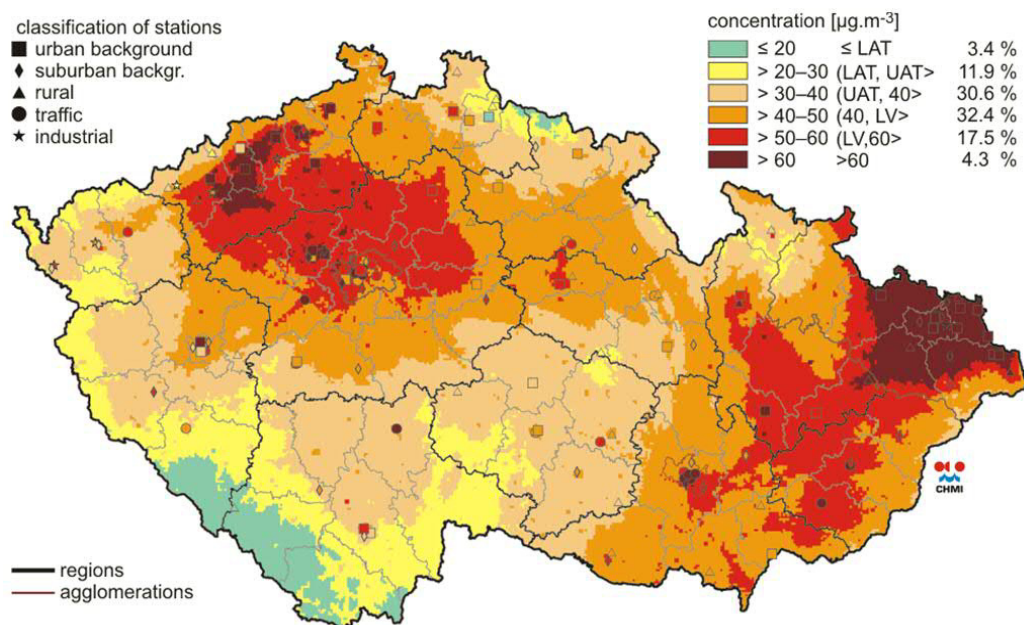 classification of stations
urban background
suburban backgr.
rural
traffic
industrial
concentration [µg.m-3]
≤ 20 ≤ LAT 3.4 %
> 20–30 (LAT, UAT> 11.9 %
> 30–40 (UAT, 40> 30.6 %
> 40–50 (40, LV> 32.4 %
> 50–60 (LV,60> 17.5 %
> 60 >60 4.3 %
CHMI
regions
agglomerations